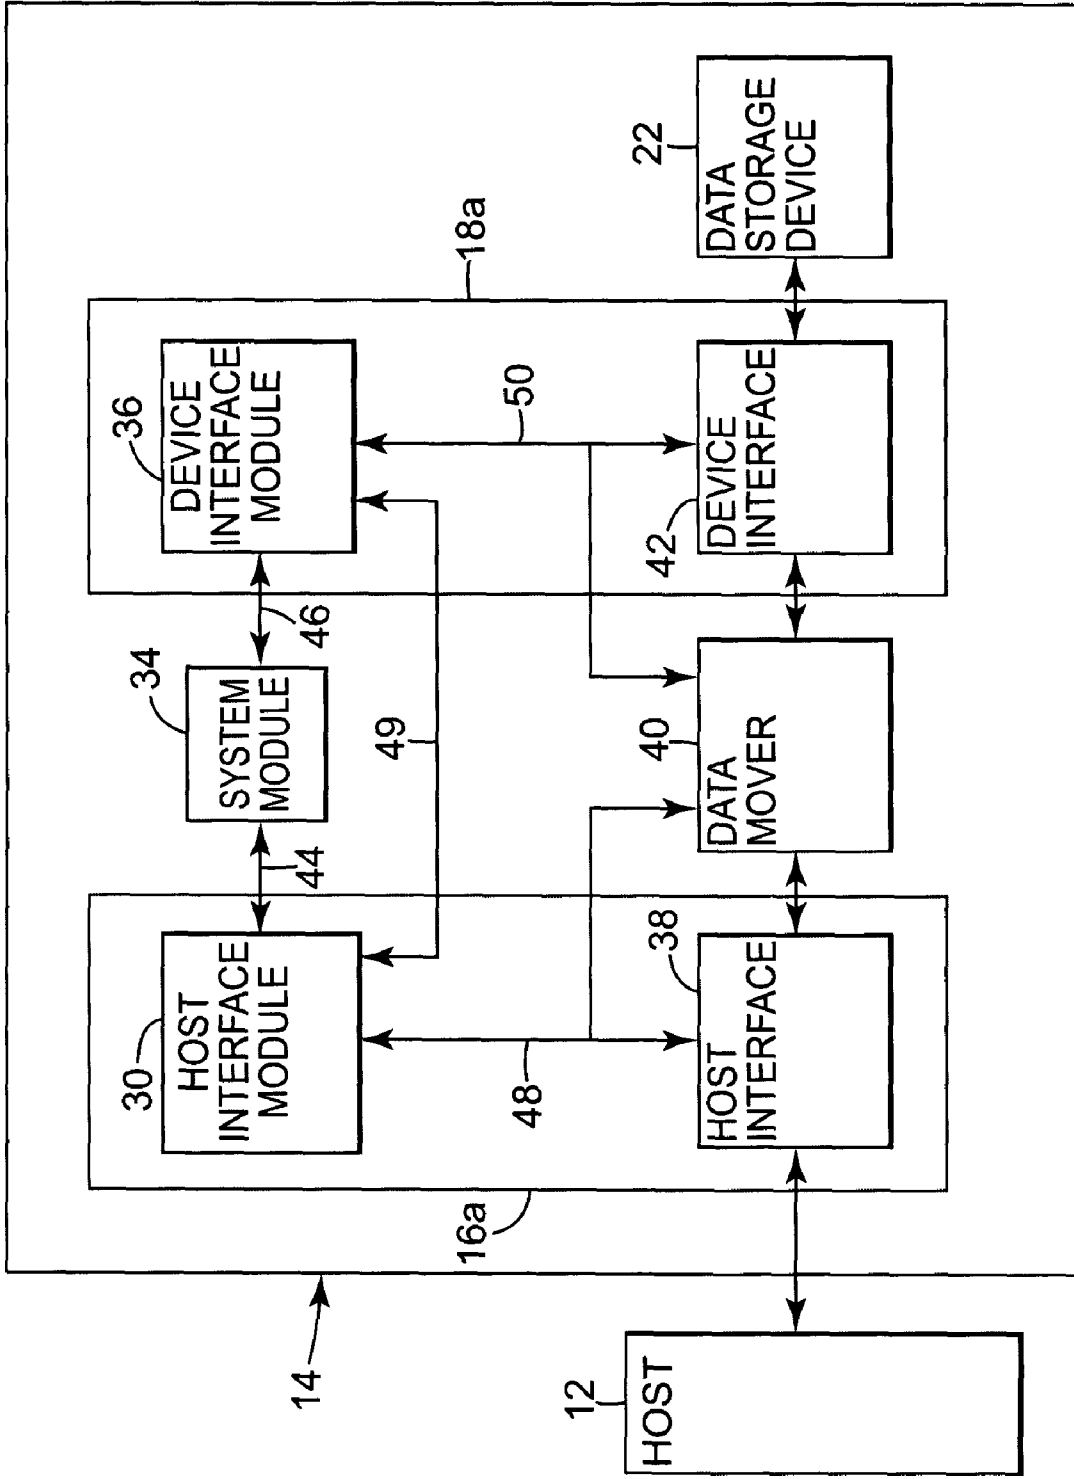 30
HOST
INTERFACE
MODULE
44
34
SYSTEM
MODULE
46
36
DEVICE
INTERFACE
MODULE
49
18a
22
DATA
STORAGE
DEVICE
50
48
38
HOST
INTERFACE
40
DATA
MOVER
42
DEVICE
INTERFACE
16a
14
12
HOST